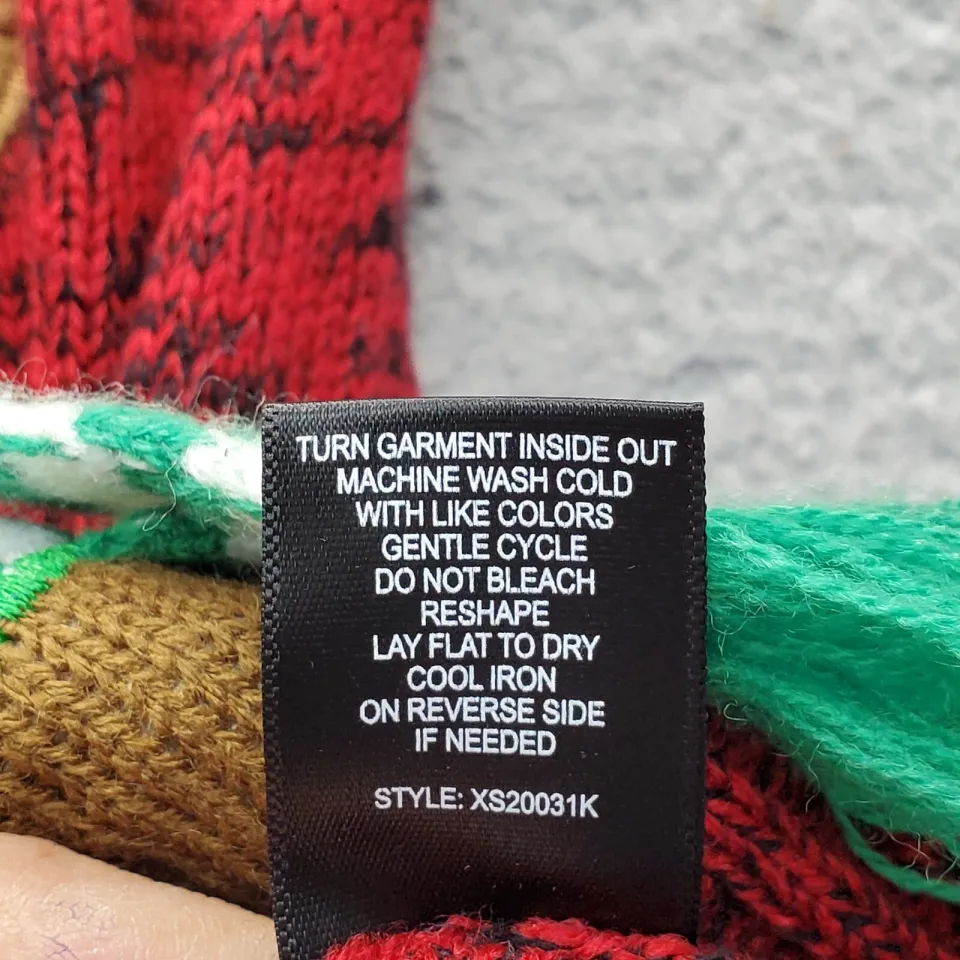 TURN GARMENT INSIDE OUT
MACHINE WASH COLD
WITH LIKE COLORS
GENTLE CYCLE
DO NOT BLEACH
RESHAPE
LAY FLAT TO DRY
COOL IRON
ON REVERSE SIDE
IF NEEDED
STYLE: XS20031K